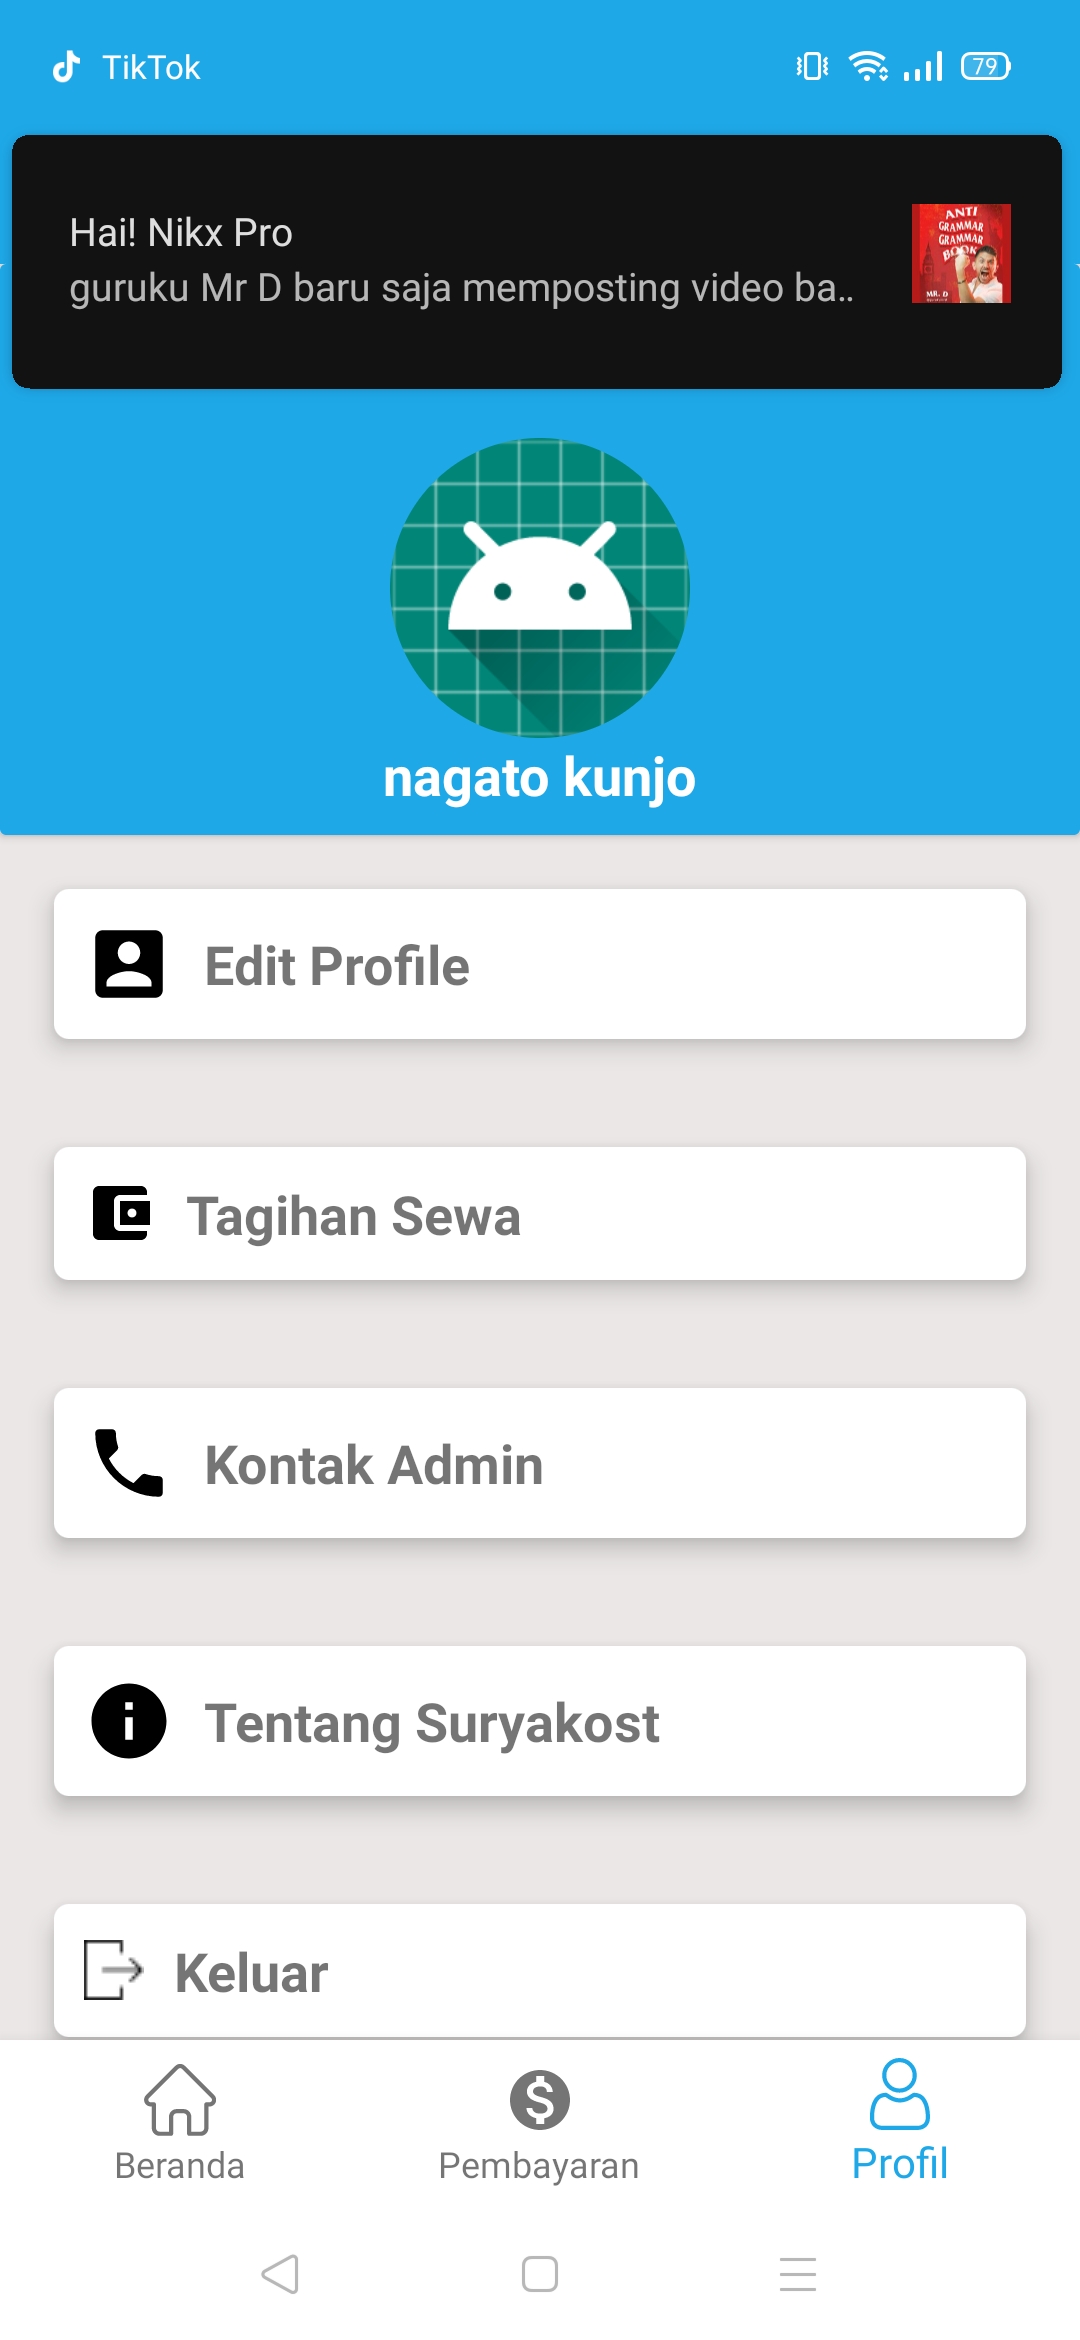 TikTok
79
Hai! Nikx Pro
guruku Mr D baru saja memposting video ba..
ANTI
GRAMMAR
GRAMMAR
BOOK
MR. D
nagato kunjo
Edit Profile
Tagihan Sewa
Kontak Admin
Tentang Suryakost
Keluar
Beranda
Pembayaran
Profil